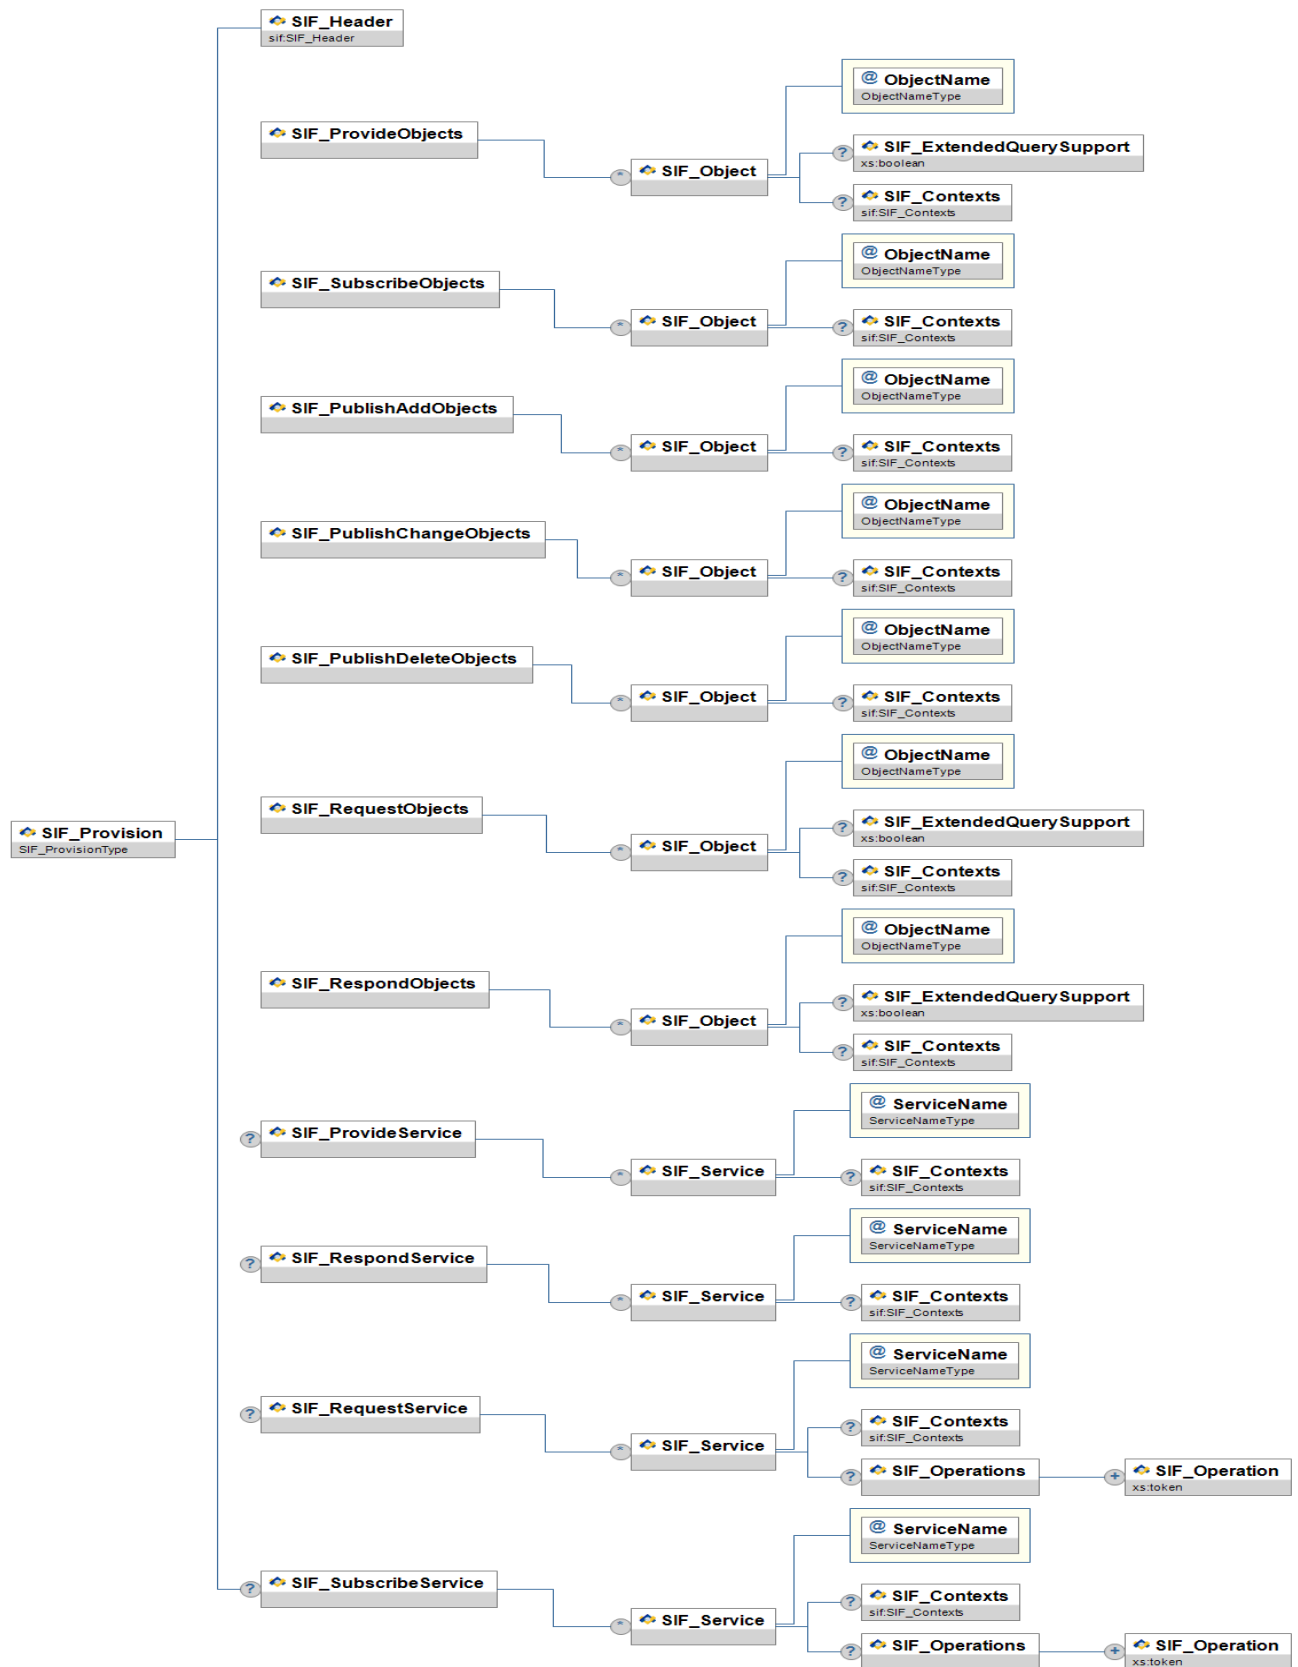 SIF_Header
sif:SIF_Header
@ ObjectName
ObjectNameType
SIF_ProvideObjects
? SIF_ExtendedQuerySupport
xs:boolean
* SIF_Object
? SIF_Contexts
sif:SIF_Contexts
@ ObjectName
ObjectNameType
SIF_SubscribeObjects
* SIF_Object
? SIF_Contexts
sif:SIF_Contexts
@ ObjectName
ObjectNameType
SIF_PublishAddObjects
* SIF_Object
? SIF_Contexts
sif:SIF_Contexts
@ ObjectName
ObjectNameType
SIF_PublishChangeObjects
* SIF_Object
? SIF_Contexts
sif:SIF_Contexts
@ ObjectName
ObjectNameType
SIF_PublishDeleteObjects
* SIF_Object
? SIF_Contexts
sif:SIF_Contexts
@ ObjectName
ObjectNameType
SIF_RequestObjects
SIF_Provision
SIF_ProvisionType
? SIF_ExtendedQuerySupport
xs:boolean
* SIF_Object
? SIF_Contexts
sif:SIF_Contexts
@ ObjectName
ObjectNameType
SIF_RespondObjects
? SIF_ExtendedQuerySupport
xs:boolean
* SIF_Object
? SIF_Contexts
sif:SIF_Contexts
@ ServiceName
ServiceNameType
? SIF_ProvideService
* SIF_Service
? SIF_Contexts
sif:SIF_Contexts
@ ServiceName
ServiceNameType
? SIF_RespondService
* SIF_Service
? SIF_Contexts
sif:SIF_Contexts
@ ServiceName
ServiceNameType
? SIF_RequestService
? SIF_Contexts
sif:SIF_Contexts
* SIF_Service
? SIF_Operations
+ SIF_Operation
xs:token
@ ServiceName
ServiceNameType
? SIF_SubscribeService
? SIF_Contexts
sif:SIF_Contexts
* SIF_Service
? SIF_Operations
+ SIF_Operation
xs:token